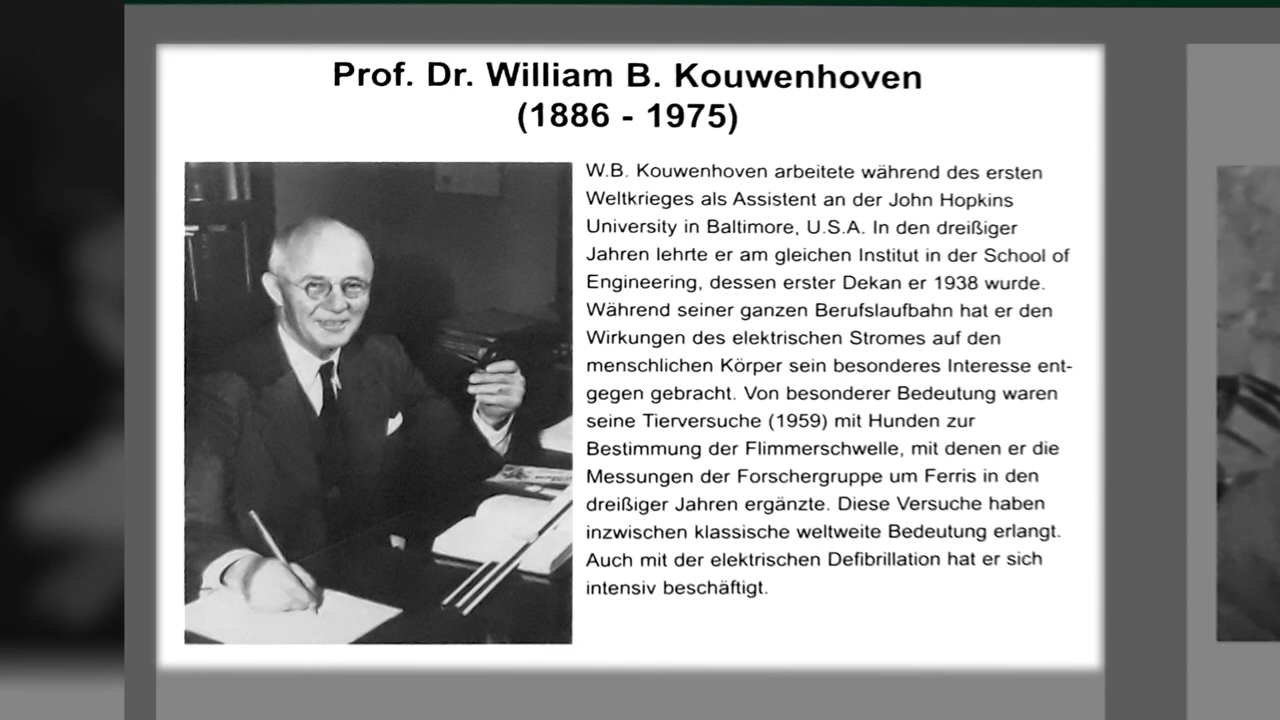 Prof. Dr. William B. Kouwenhoven
(1886 - 1975)
W.B. Kouwenhoven arbeitete während des ersten
Weltkrieges als Assistent an der John Hopkins
University in Baltimore, U.S.A. In den dreißiger
Jahren lehrte er am gleichen Institut in der School of
Engineering, dessen erster Dekan er 1938 wurde.
Während seiner ganzen Berufslaufbahn hat er den
Wirkungen des elektrischen Stromes auf den
menschlichen Körper sein besonderes Interesse ent-
gegen gebracht. Von besonderer Bedeutung waren
seine Tierversuche (1959) mit Hunden zur
Bestimmung der Flimmerschwelle, mit denen er die
Messungen der Forschergruppe um Ferris in den
dreißiger Jahren ergänzte. Diese Versuche haben
inzwischen klassische weltweite Bedeutung erlangt.
Auch mit der elektrischen Defibrillation hat er sich
intensiv beschäftigt.